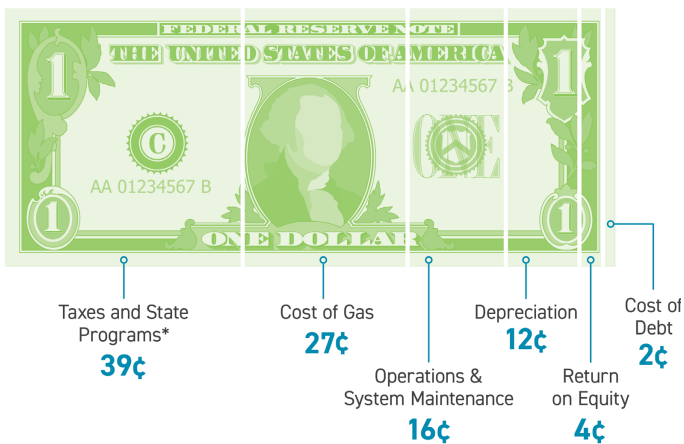 FEDERAL RESERVE NOTE
THE UNITED STATES OF AMERICA
1
1
AA 01234567 B
C
ONE
AA 01234567 B
1
1
ONE DOLLAR
Taxes and State
Programs*
39¢
Cost of Gas
27¢
Operations &
System Maintenance
16¢
Depreciation
12¢
Return
on Equity
4¢
Cost of
Debt
2¢